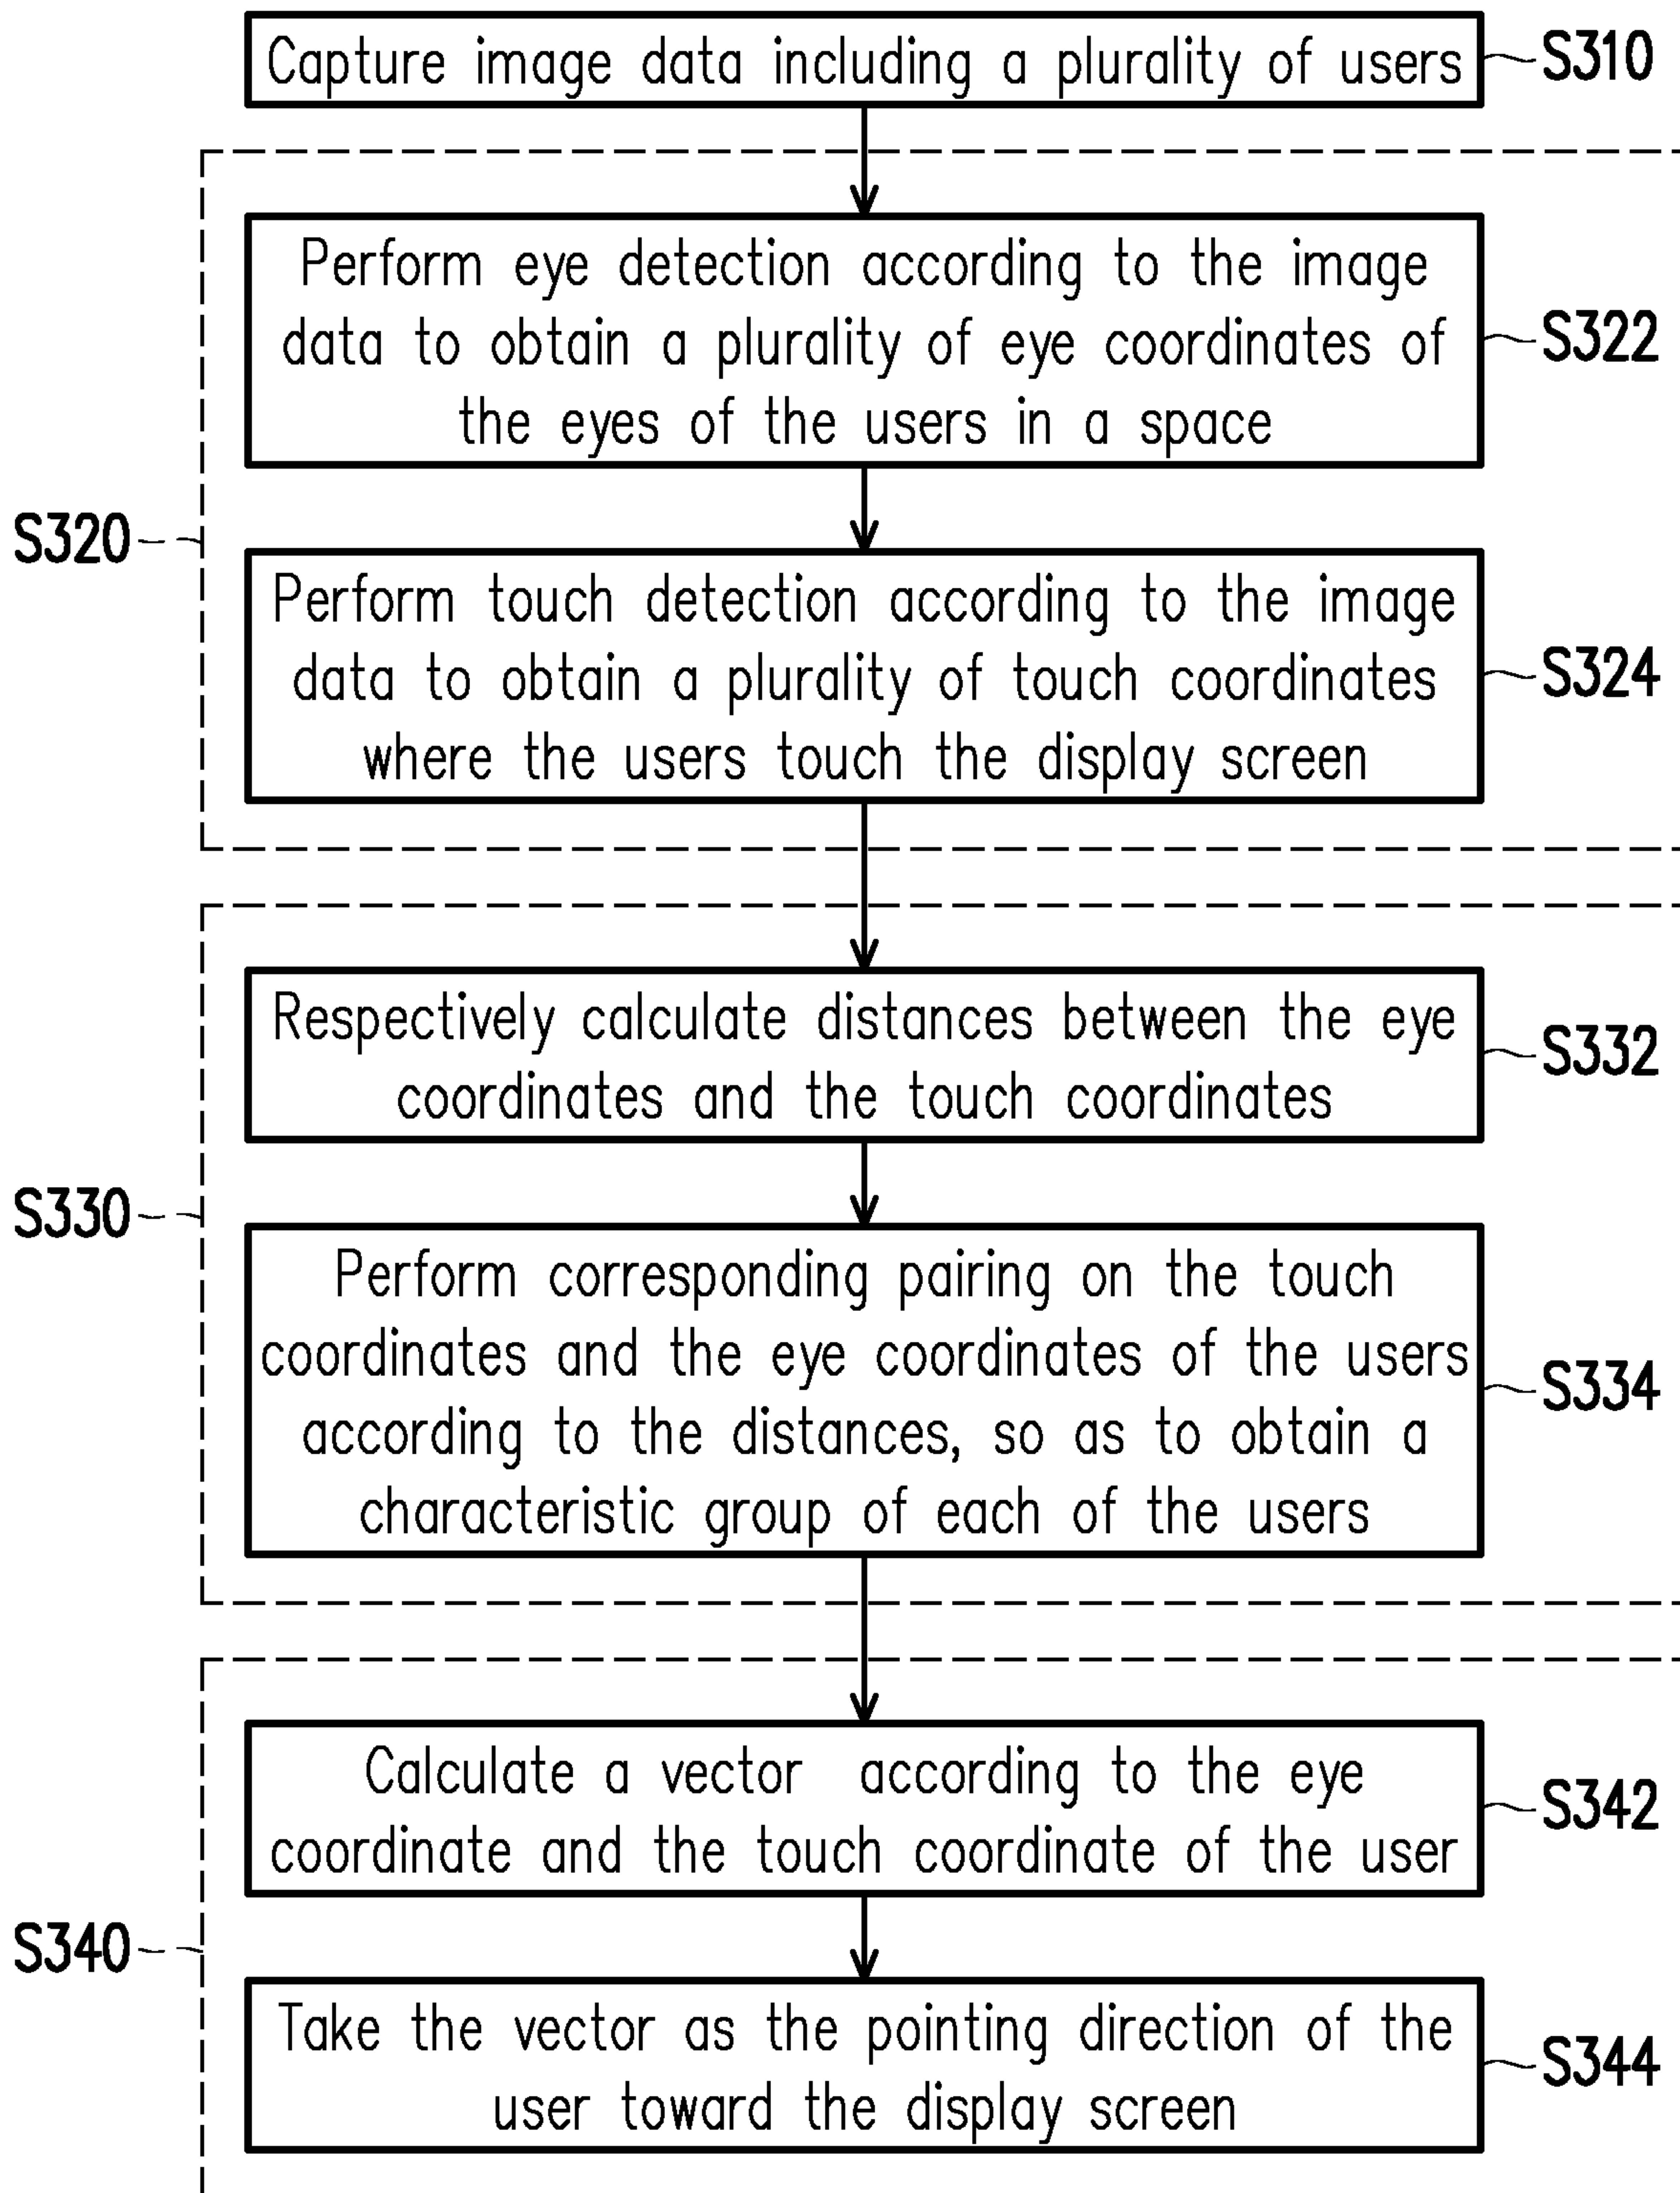 Capture image data including a plurality of users
S310
Perform eye detection according to the image
data to obtain a plurality of eye coordinates of
the eyes of the users in a space
S322
S320
Perform touch detection according to the image
data to obtain a plurality of touch coordinates
where the users touch the display screen
S324
Respectively calculate distances between the eye
coordinates and the touch coordinates
S332
S330
Perform corresponding pairing on the touch
coordinates and the eye coordinates of the users
according to the distances, so as to obtain a
characteristic group of each of the users
S334
Calculate a vector according to the eye
coordinate and the touch coordinate of the user
S342
S340
Take the vector as the pointing direction of the
user toward the display screen
S344